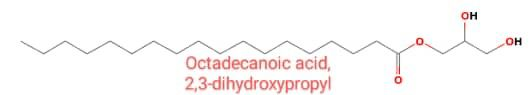 OH
O
OH
O
Octadecanoic acid,
2,3-dihydroxypropyl